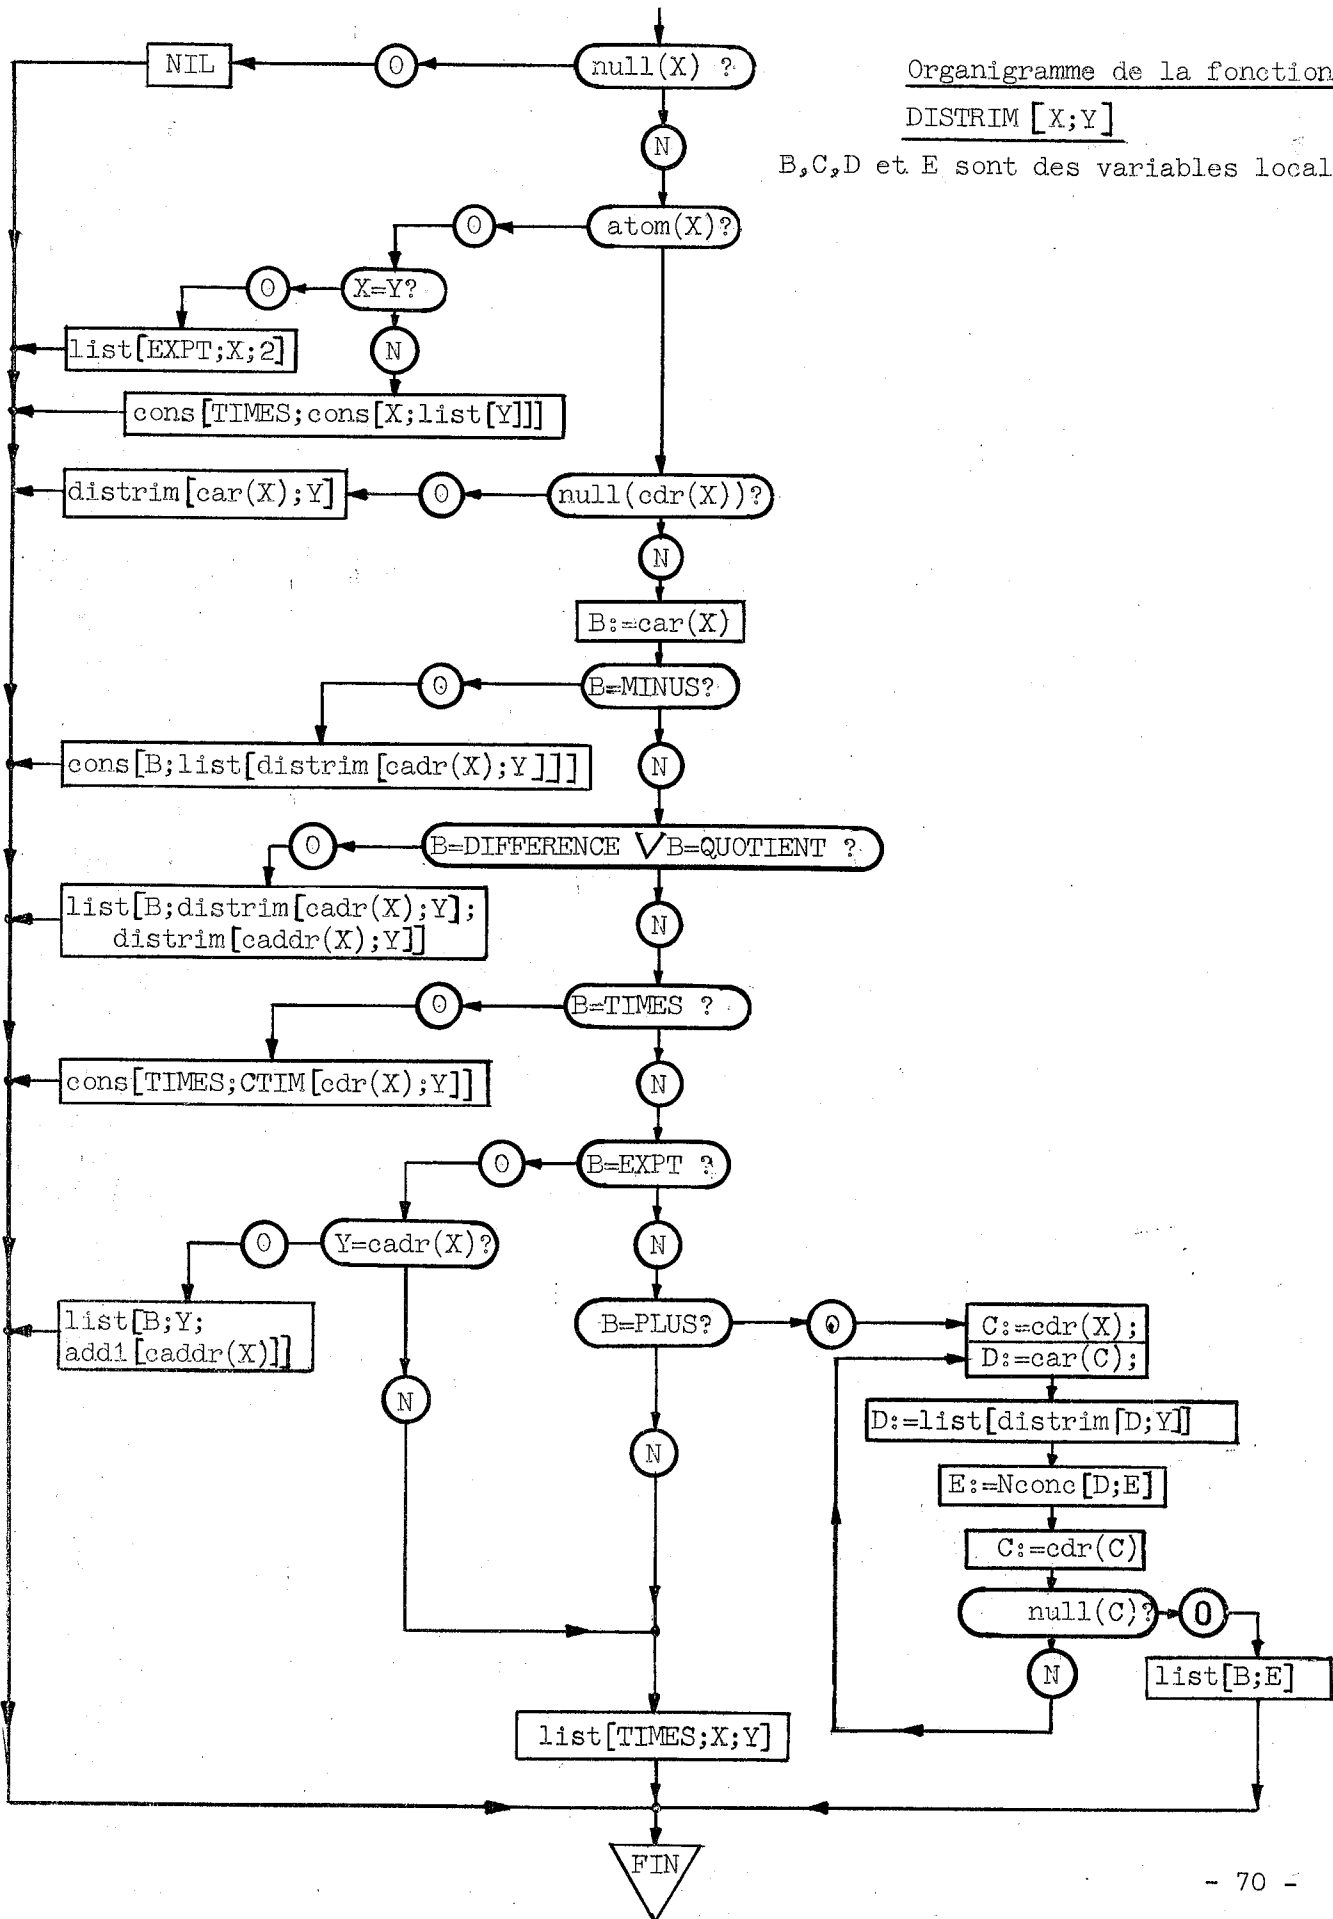 Organigramme de la fonction
DISTRIM [X;Y]
B,C,D et E sont des variables local
null(X) ?
O
NIL
N
atom(X)?
O
X=Y?
O
list[EXPT;X;2]
N
cons[TIMES;cons[X;list[Y]]]
null(cdr(X))?
O
distrim[car(X);Y]
N
B:=car(X)
B=MINUS?
O
cons[B;list[distrim[cadr(X);Y]]]
N
B=DIFFERENCE ∨ B=QUOTIENT ?
O
list[B;distrim[cadr(X);Y];
distrim[caddr(X);Y]]
N
B=TIMES ?
O
cons[TIMES;CTIM[cdr(X);Y]]
N
B=EXPT ?
O
Y=cadr(X)?
O
list[B;Y;
add1[caddr(X)]]
N
N
B=PLUS?
O
C:=cdr(X);
D:=car(C);
D:=list[distrim[D;Y]]
E:=Nconc[D;E]
C:=cdr(C)
null(C)?
O
list[B;E]
N
N
list[TIMES;X;Y]
FIN
- 70 -